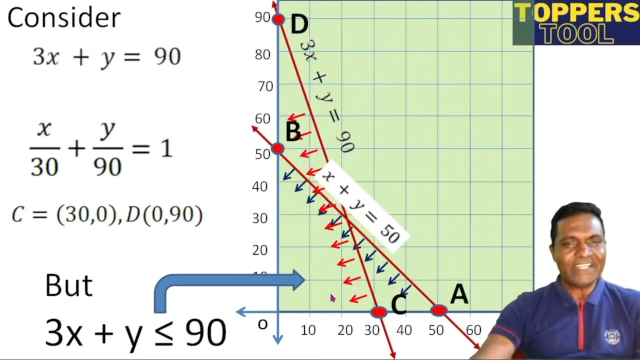 Consider
3x + y = 90
x/30 + y/90 = 1
C = (30,0), D(0,90)
But
3x + y ≤ 90
90
80
70
60
50
40
30
20
10
O
10
20
30
40
50
60
D
B
C
A
3x + y = 90
x + y = 50
TOPPERS
TOOL